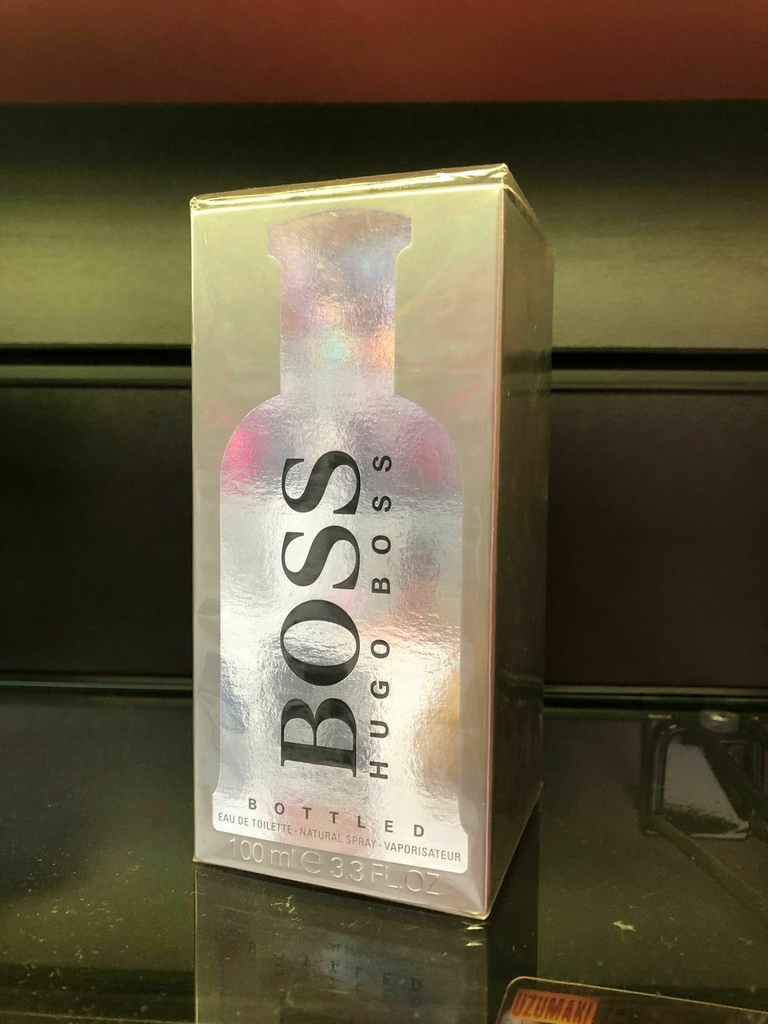 BOSS
HUGO BOSS
BOTTLED
EAU DE TOILETTE - NATURAL SPRAY - VAPORISATEUR
100 ml ℮ 3.3 FL.OZ
UZUMAKI